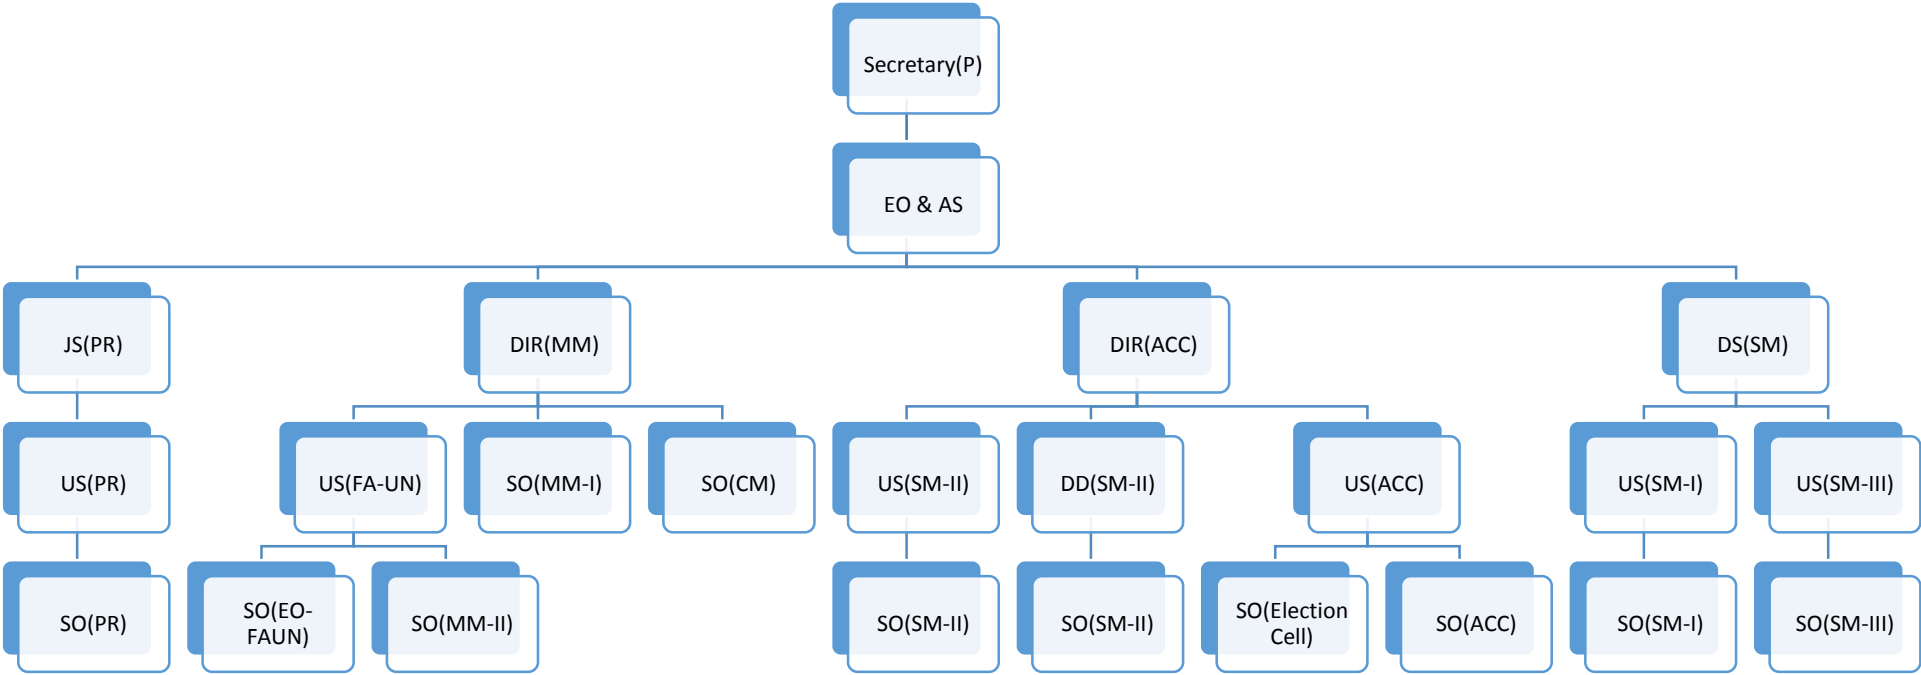 Secretary(P)
EO & AS
JS(PR)
DIR(MM)
DIR(ACC)
DS(SM)
US(PR)
US(FA-UN)
SO(MM-I)
SO(CM)
US(SM-II)
DD(SM-II)
US(ACC)
US(SM-I)
US(SM-III)
SO(PR)
SO(EO-
FAUN)
SO(MM-II)
SO(SM-II)
SO(SM-II)
SO(Election
Cell)
SO(ACC)
SO(SM-I)
SO(SM-III)